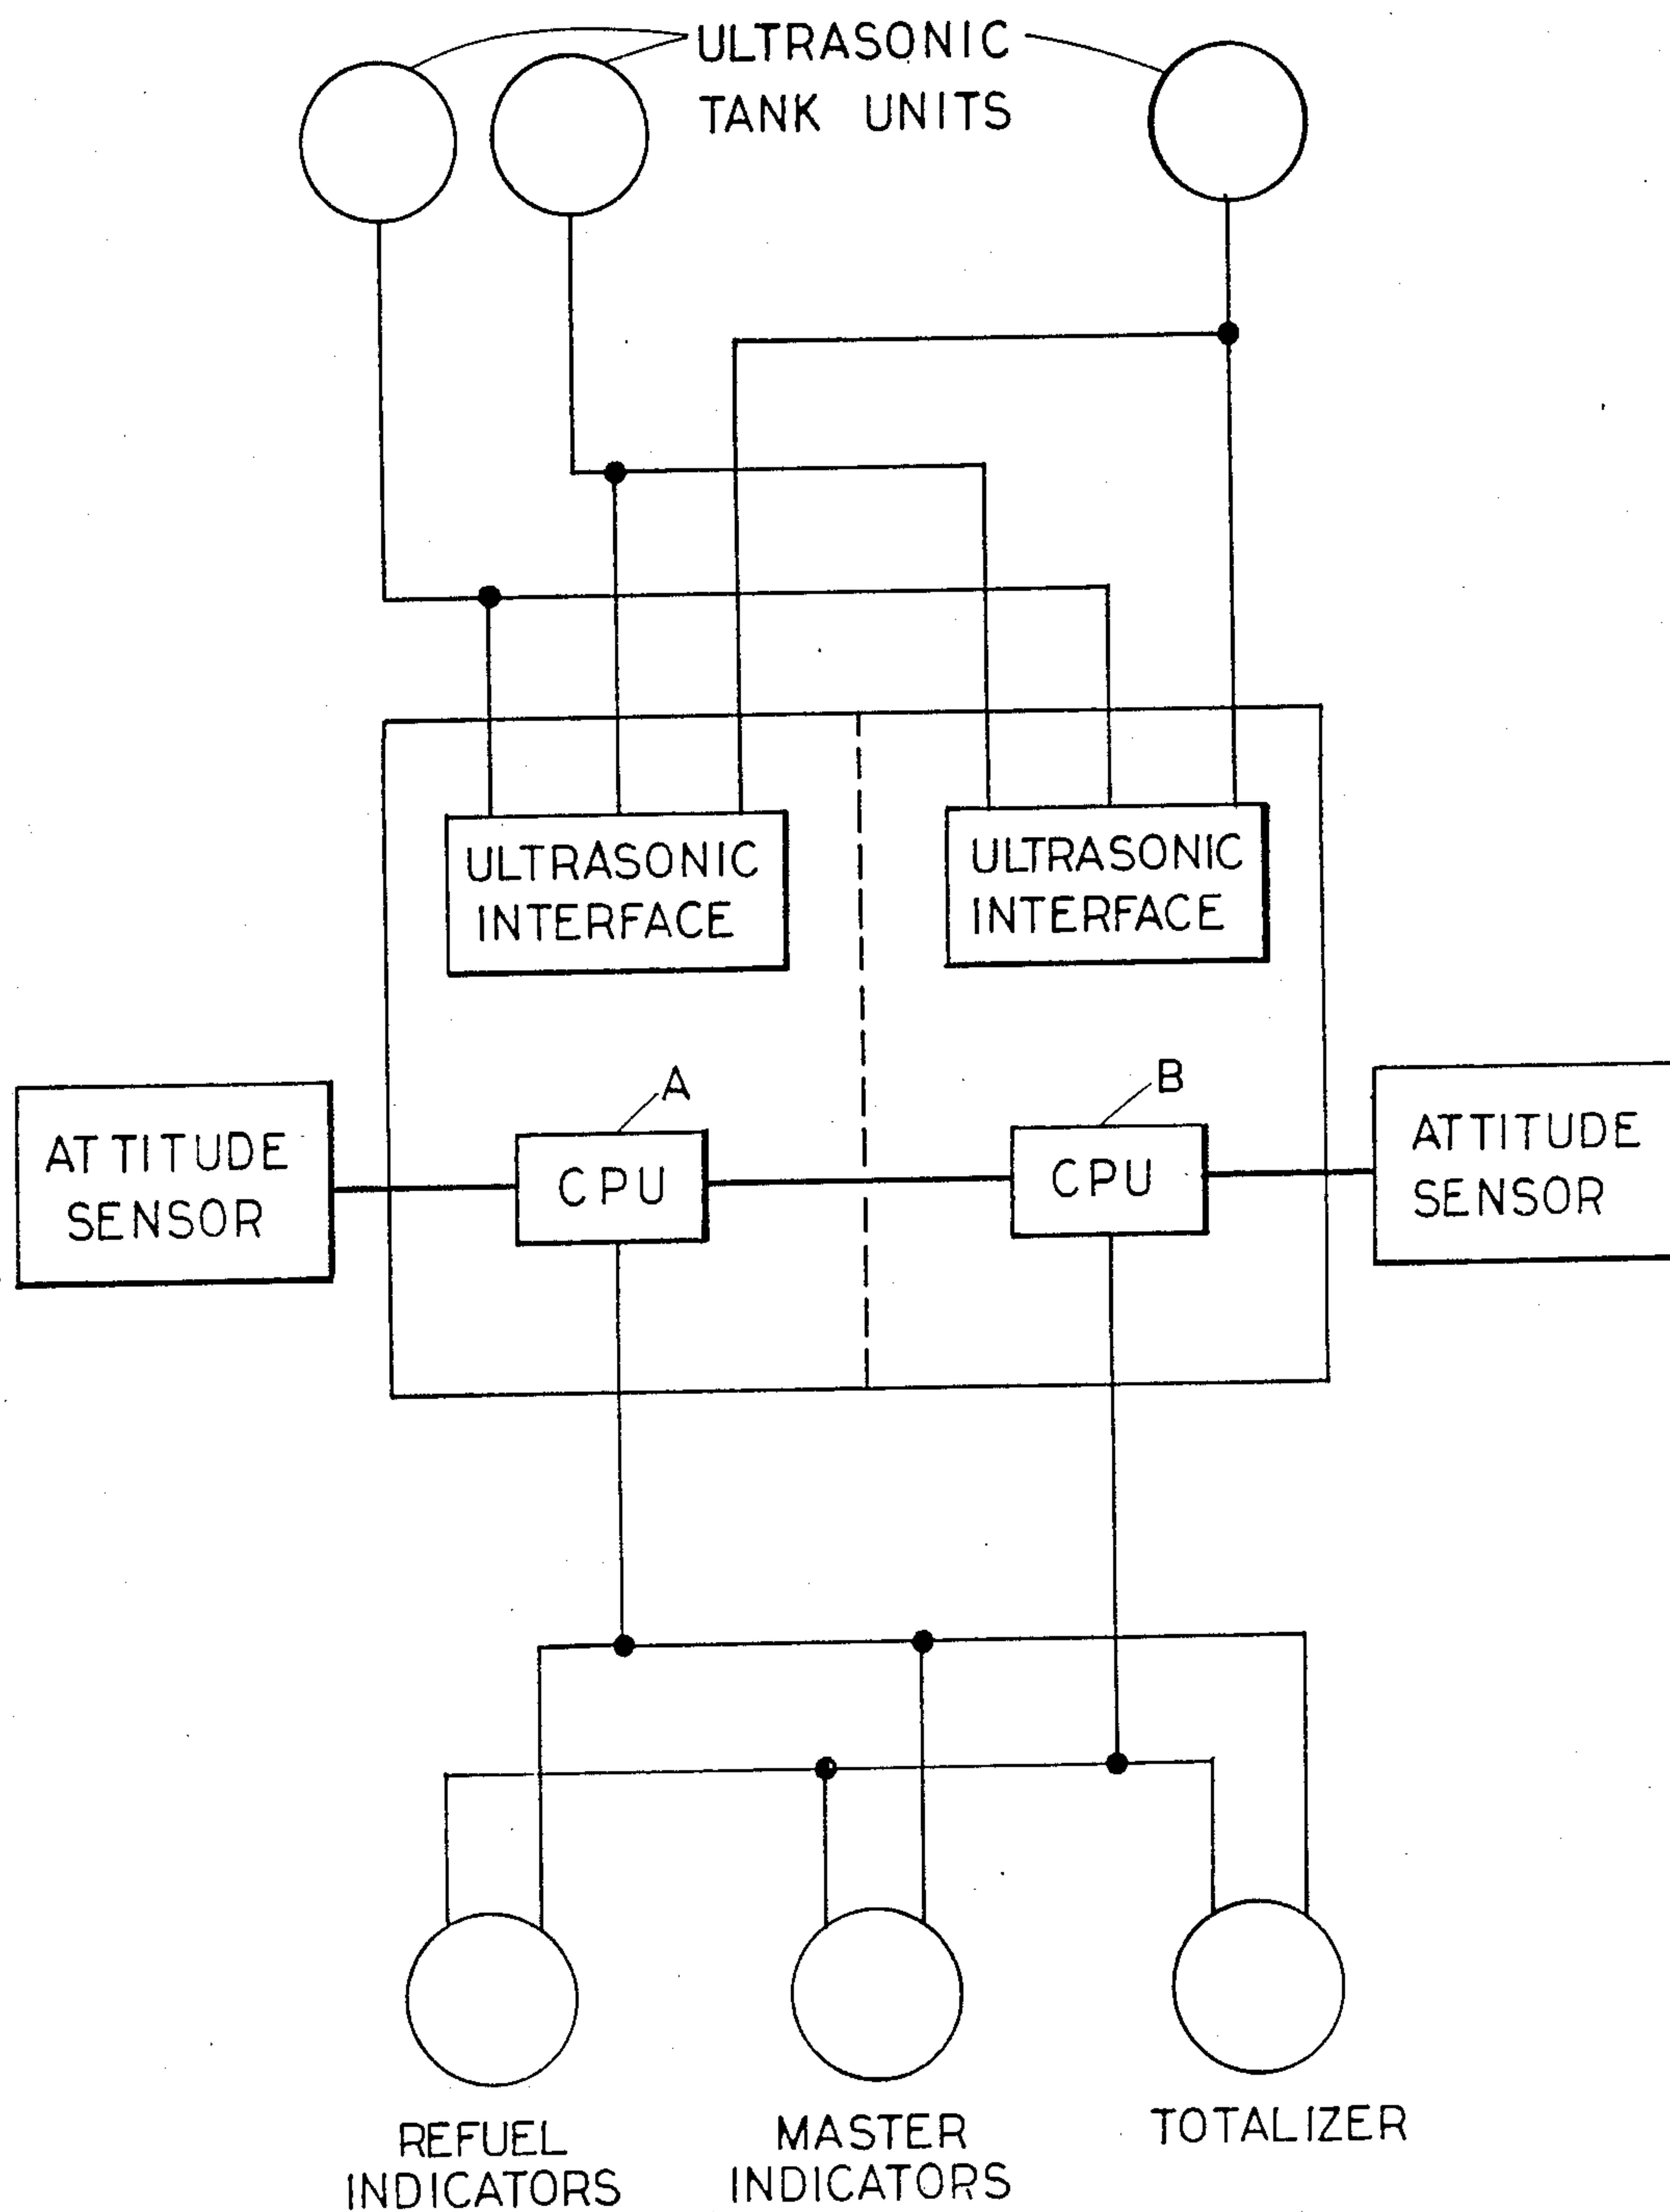 ULTRASONIC
TANK UNITS
ULTRASONIC
INTERFACE
ULTRASONIC
INTERFACE
A
B
ATTITUDE
SENSOR
CPU
CPU
ATTITUDE
SENSOR
REFUEL
INDICATORS
MASTER
INDICATORS
TOTALIZER